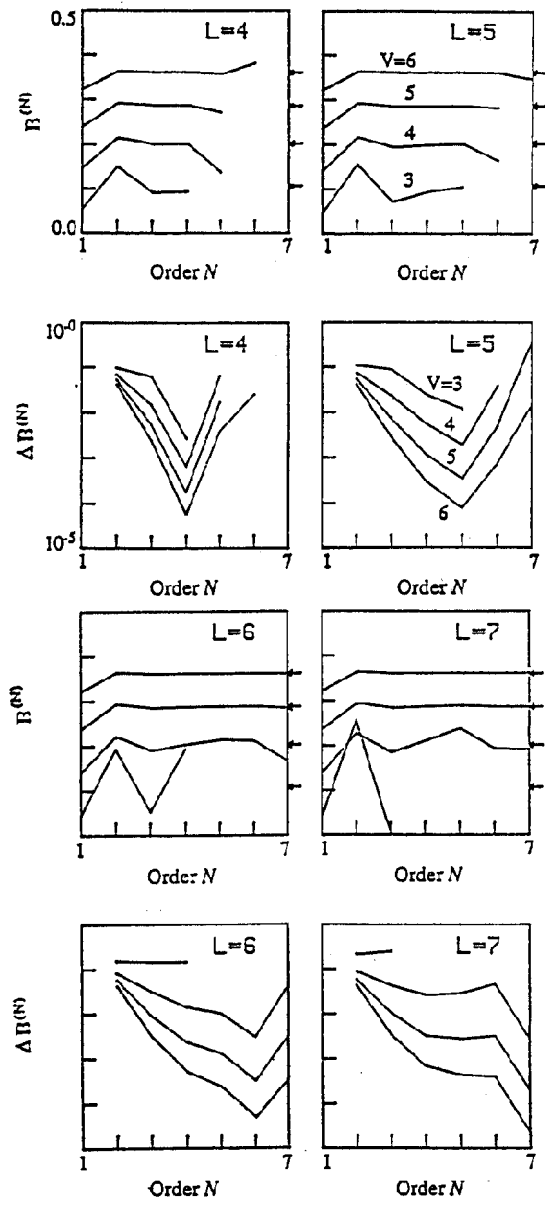 0.5
L=4
L=5
V=6
5
4
3
B(N)
0.0
1
7
1
7
Order N
Order N
10-0
L=4
L=5
V=3
4
5
6
ΔB(N)
10-5
1
7
1
7
Order N
Order N
L=6
L=7
B(N)
1
7
1
7
Order N
Order N
L=6
L=7
ΔB(N)
1
7
1
7
Order N
Order N